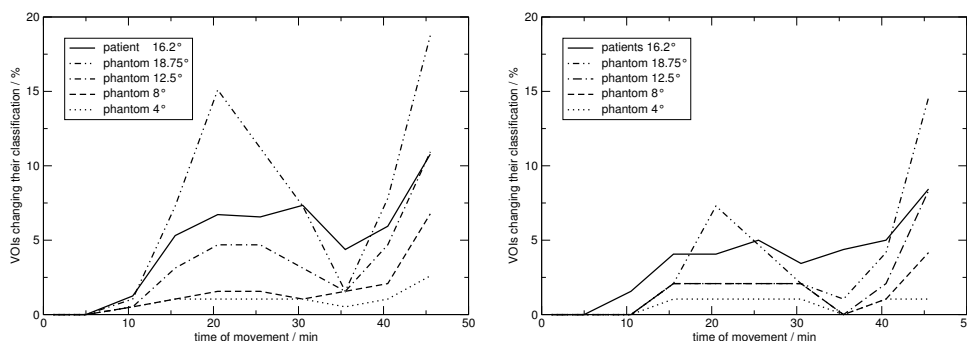 20
15
10
5
0
VOIs changing their classification / %
patient 16.2°
phantom 18.75°
phantom 12.5°
phantom 8°
phantom 4°
0 10 20 30 40 50
time of movement / min
20
15
10
5
0
VOIs changing their classification / %
patients 16.2°
phantom 18.75°
phantom 12.5°
phantom 8°
phantom 4°
0 10 20 30 40
time of movement / min